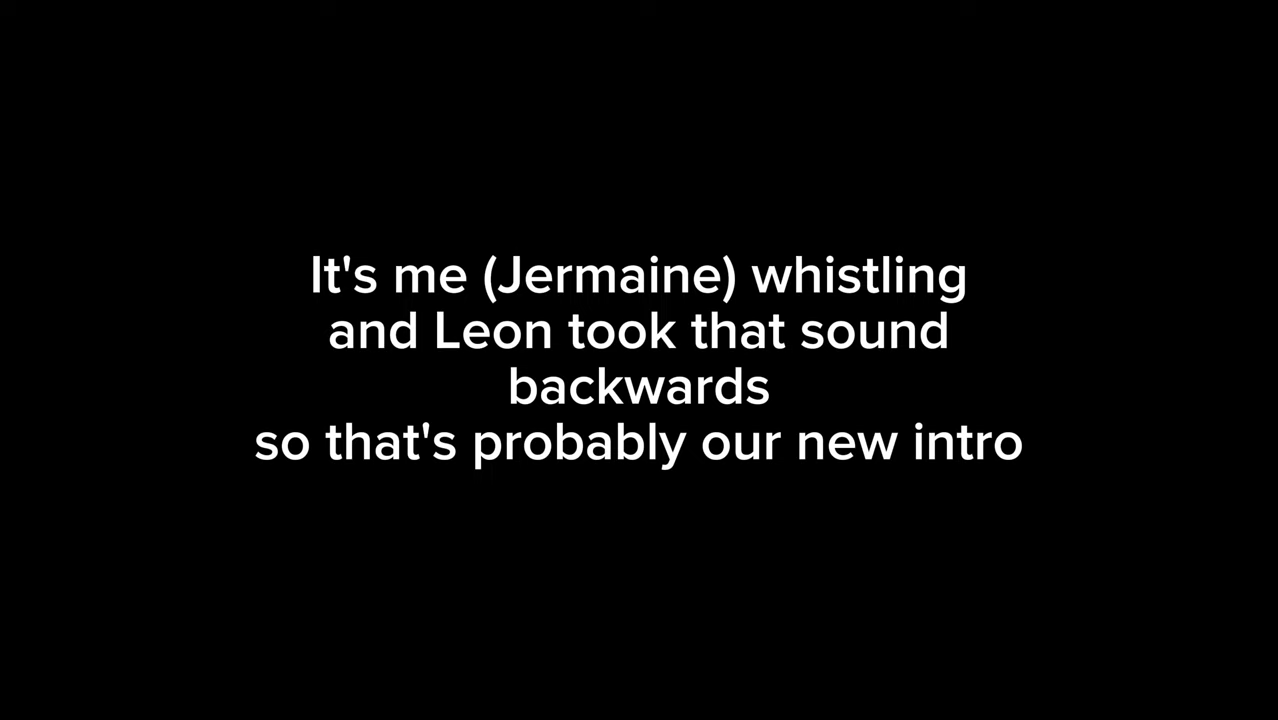 It's me (Jermaine) whistling
and Leon took that sound
backwards
so that's probably our new intro